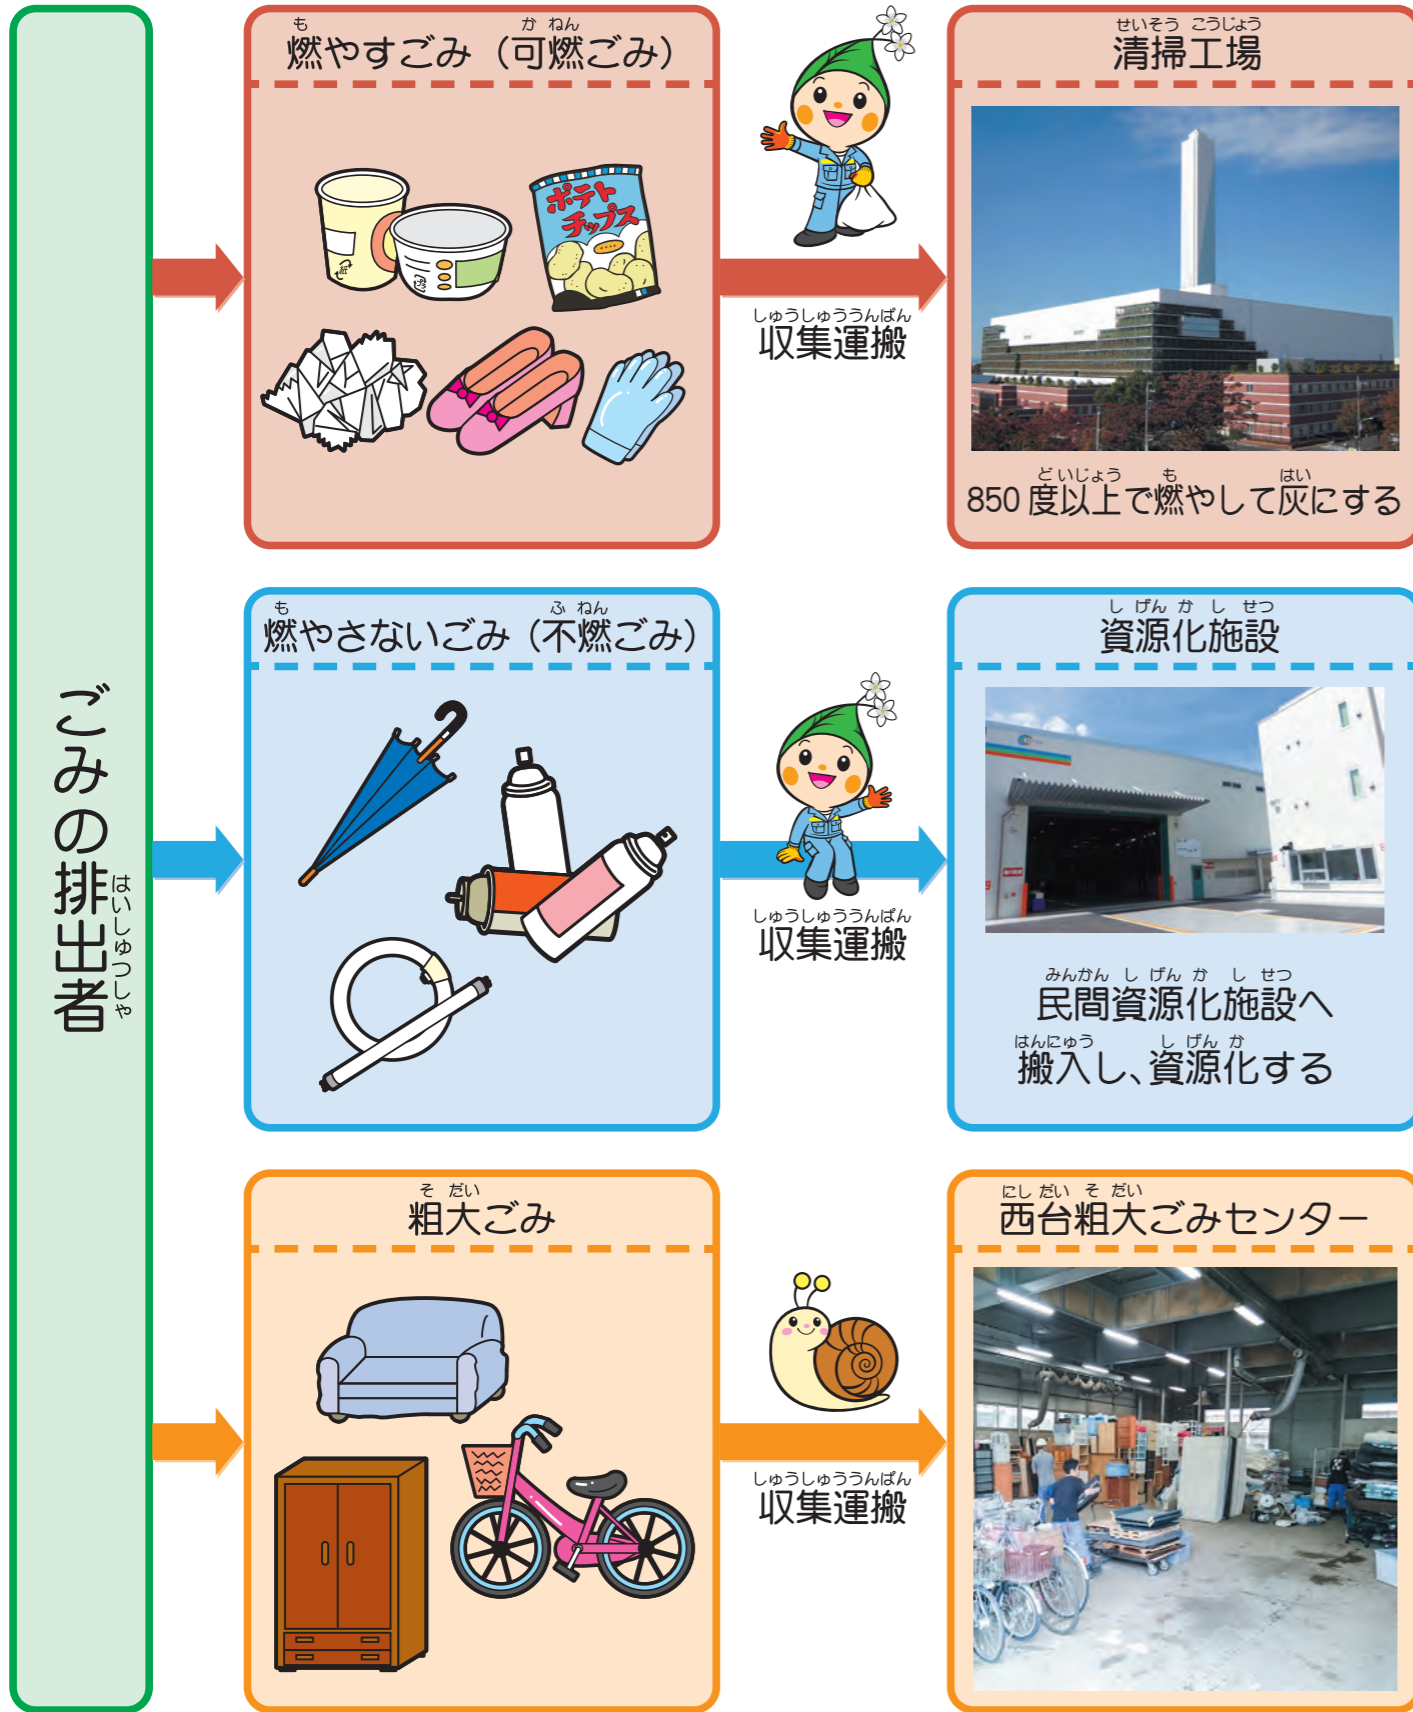 ごみの排出者
はいしゅつしゃ
も か ねん
燃やすごみ（可燃ごみ）
ポテト
チップス
紙
しゅうしゅううんぱん
収集運搬
せいそう こうじょう
清掃工場
ど いじょう も はい
850度以上で燃やして灰にする
も ふ ねん
燃やさないごみ（不燃ごみ）
しゅうしゅううんぱん
収集運搬
し げん か し せつ
資源化施設
みんかん し げん か し せつ
民間資源化施設へ
はんにゅう し げん か
搬入し、資源化する
そ だい
粗大ごみ
しゅうしゅううんぱん
収集運搬
にし だい そ だい
西台粗大ごみセンター